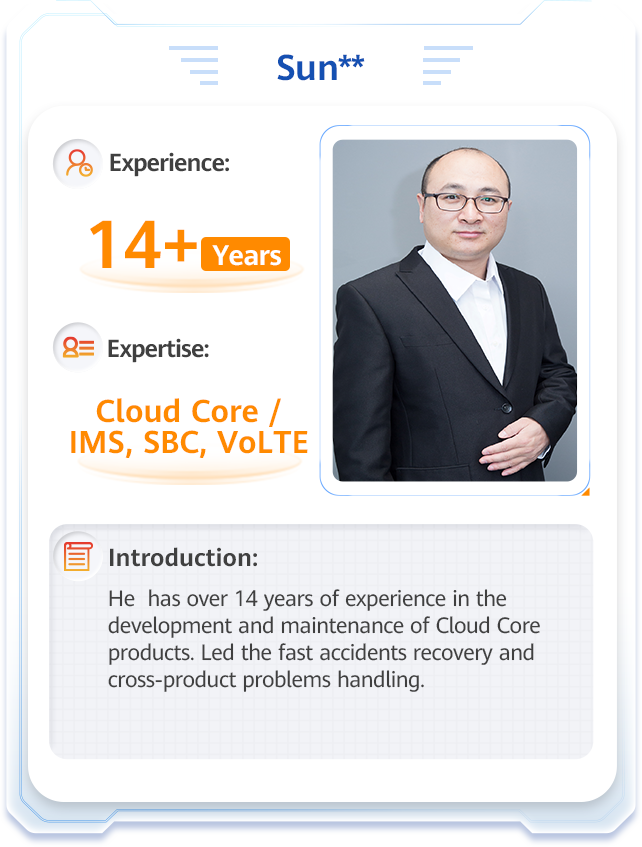 Sun**
Experience:
14+ Years
Expertise:
Cloud Core /
IMS, SBC, VoLTE
Introduction:
He  has over 14 years of experience in the
development and maintenance of Cloud Core
products. Led the fast accidents recovery and
cross-product problems handling.